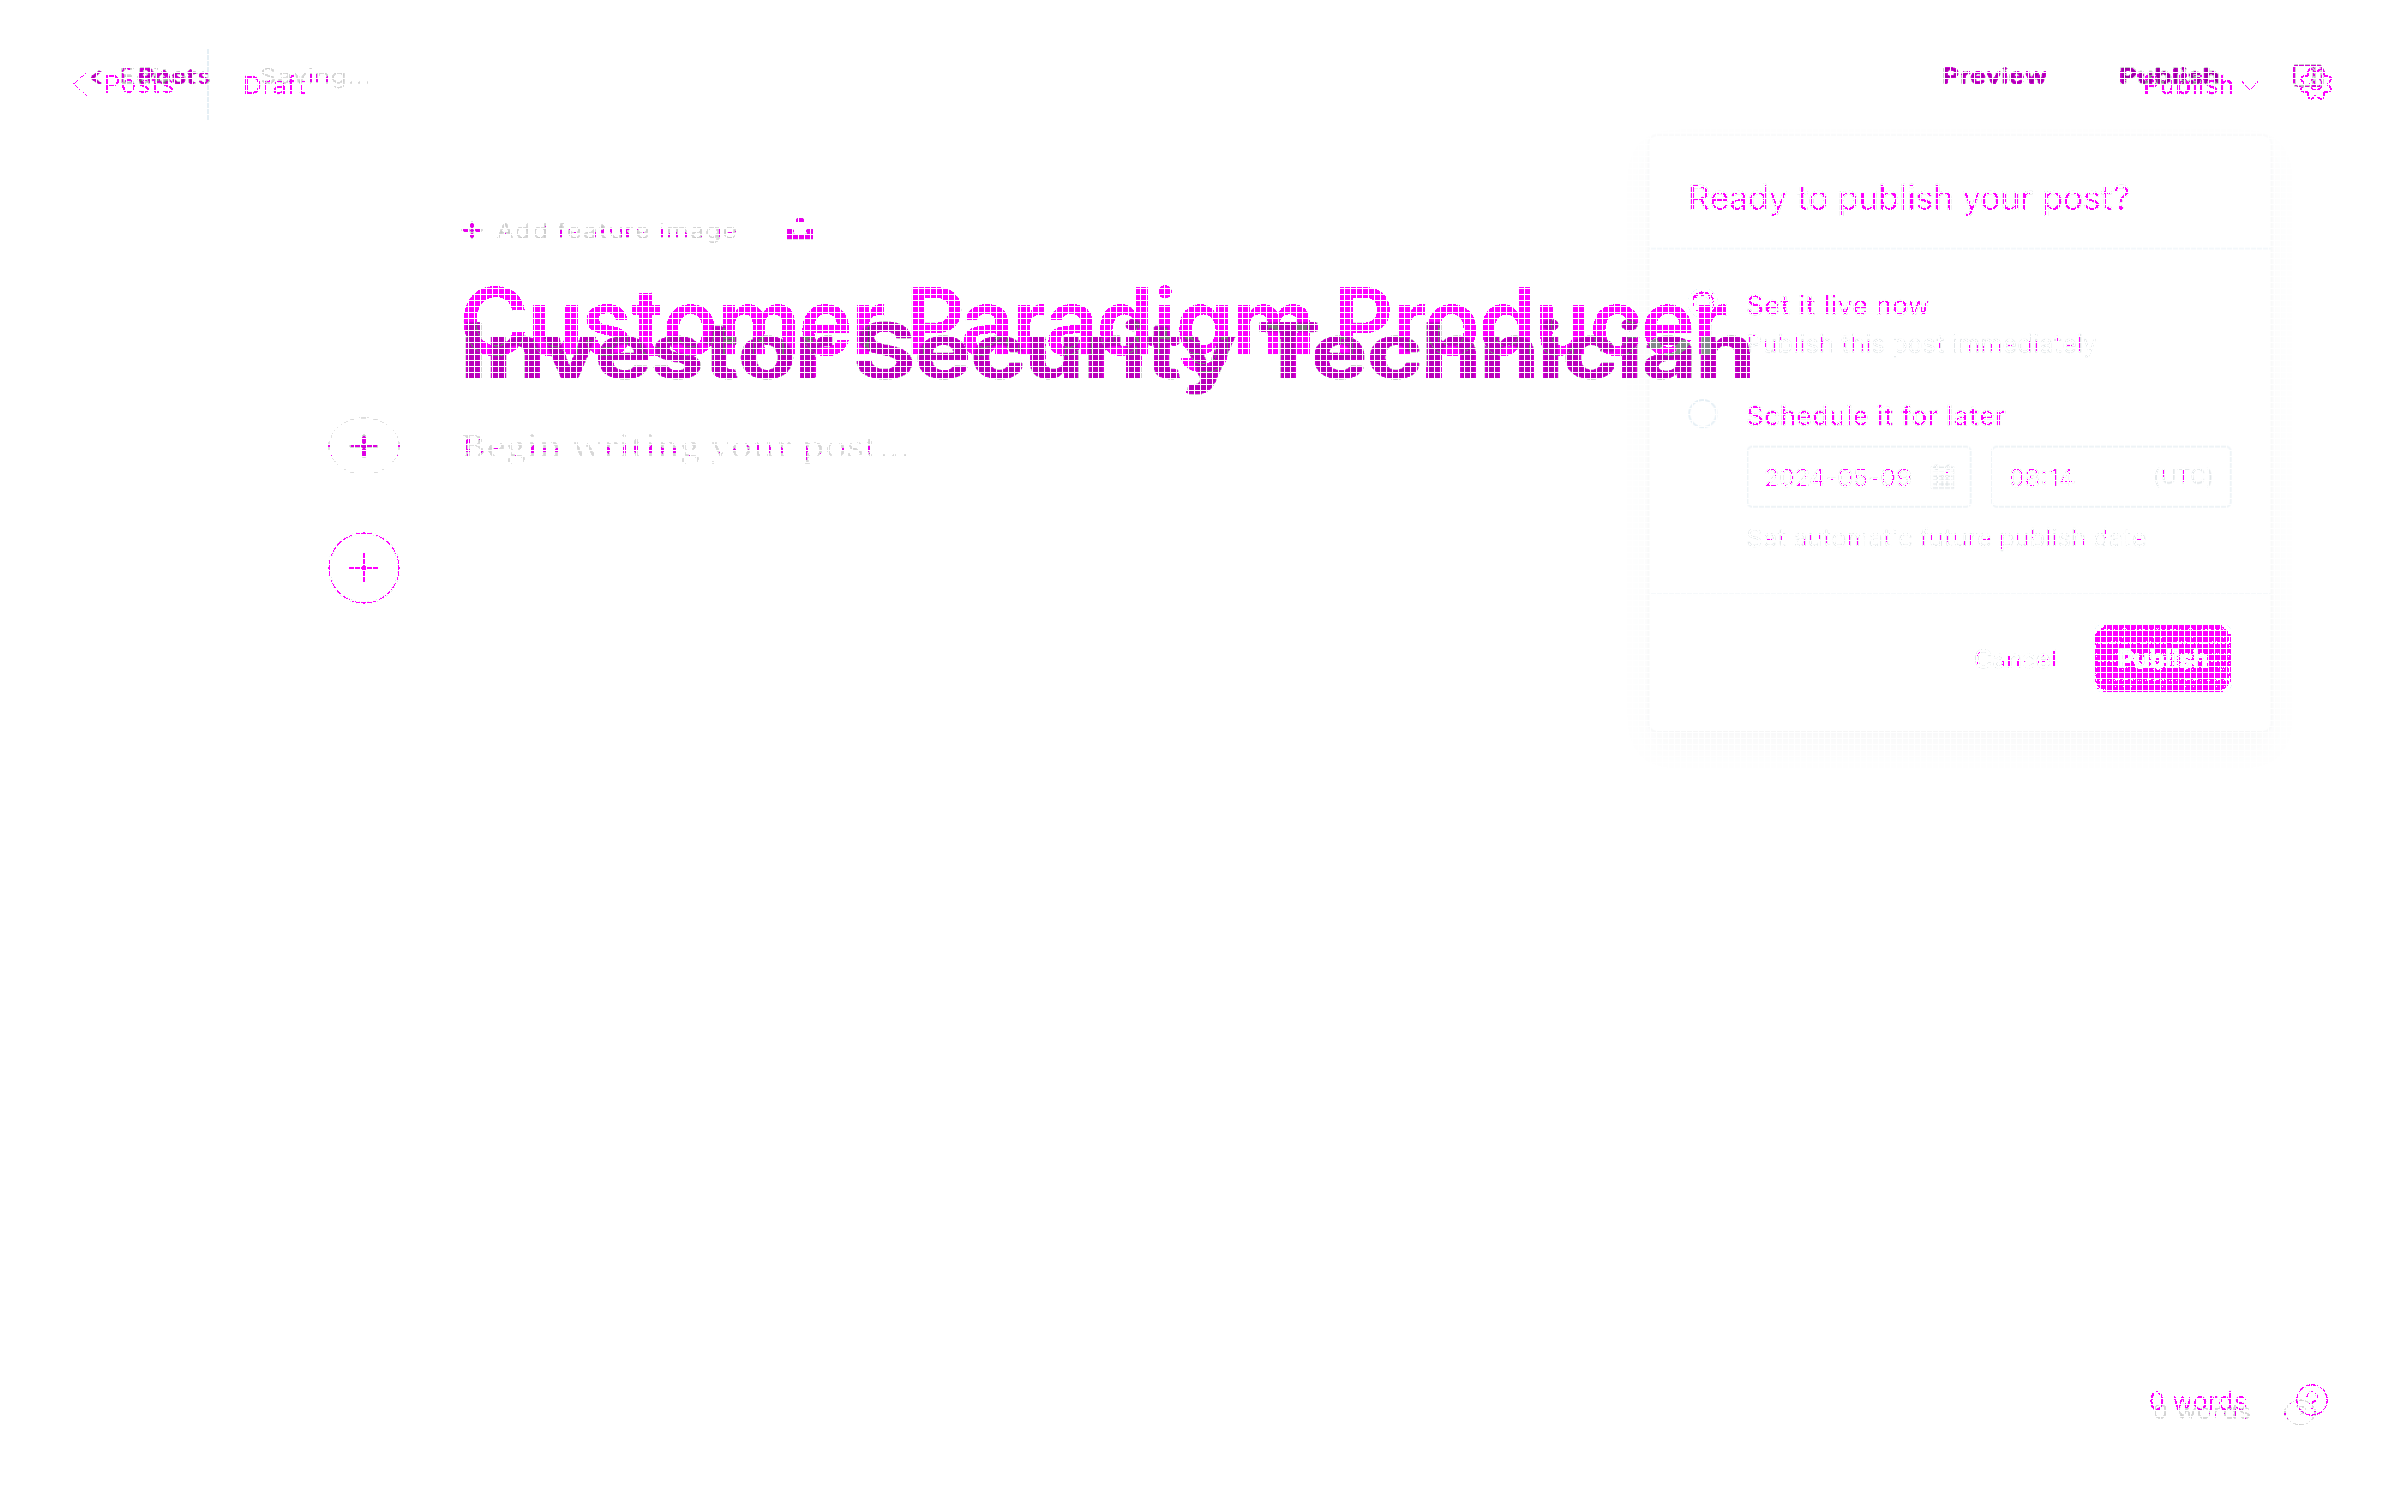 Posts
Posts Draft Saving...
Preview Publish
Publish
Ready to publish your post?
+ Add feature image
Customer Paradigm Producer
Investor Security Technician
Set it live now
Publish this post immediately
Schedule it for later
Begin writing your post...
2024-05-09 08:14 (UTC)
Set automatic future publish date
Cancel Publish
0 words
0 words
?